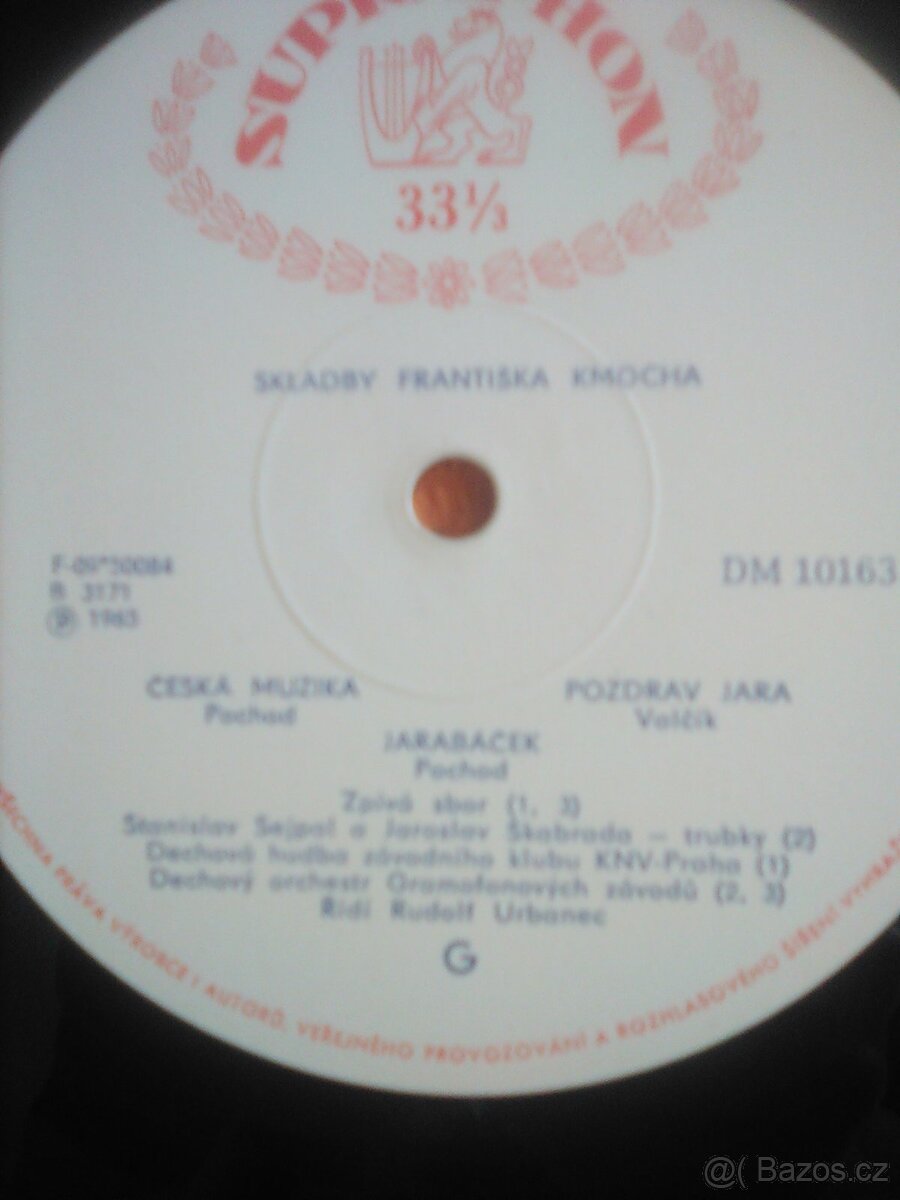 SUPRAPHON
33⅓
SKLADBY FRANTIŠKA KMOCHA
F-09*50084
B 3171
Ⓟ 1963
DM 10163
ČESKÁ MUZIKA
Pochod
POZDRAV JARA
Valčík
JARABÁČEK
Pochod
Zpívá sbor (1, 3)
Stanislav Sejpal a Jaroslav Škabrada – trubky (2)
Dechová hudba závodního klubu KNV-Praha (1)
Dechový orchestr Gramofonových závodů (2, 3)
Řídí Rudolf Urbanec
G
PRÁVA VÝROBCE I AUTORŮ, VEŘEJNÉHO PROVOZOVÁNÍ A ROZHLASOVÉHO ŠÍŘENÍ
@( Bazos.cz